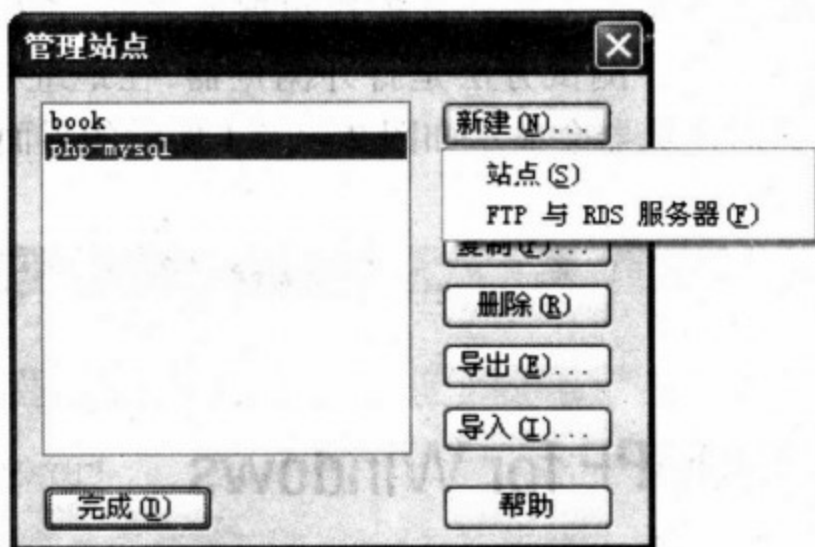 管理站点
book
php-mysql
新建(N)...
站点(S)
FTP 与 RDS 服务器(F)
删除(R)
导出(E)...
导入(I)...
完成(D)
帮助